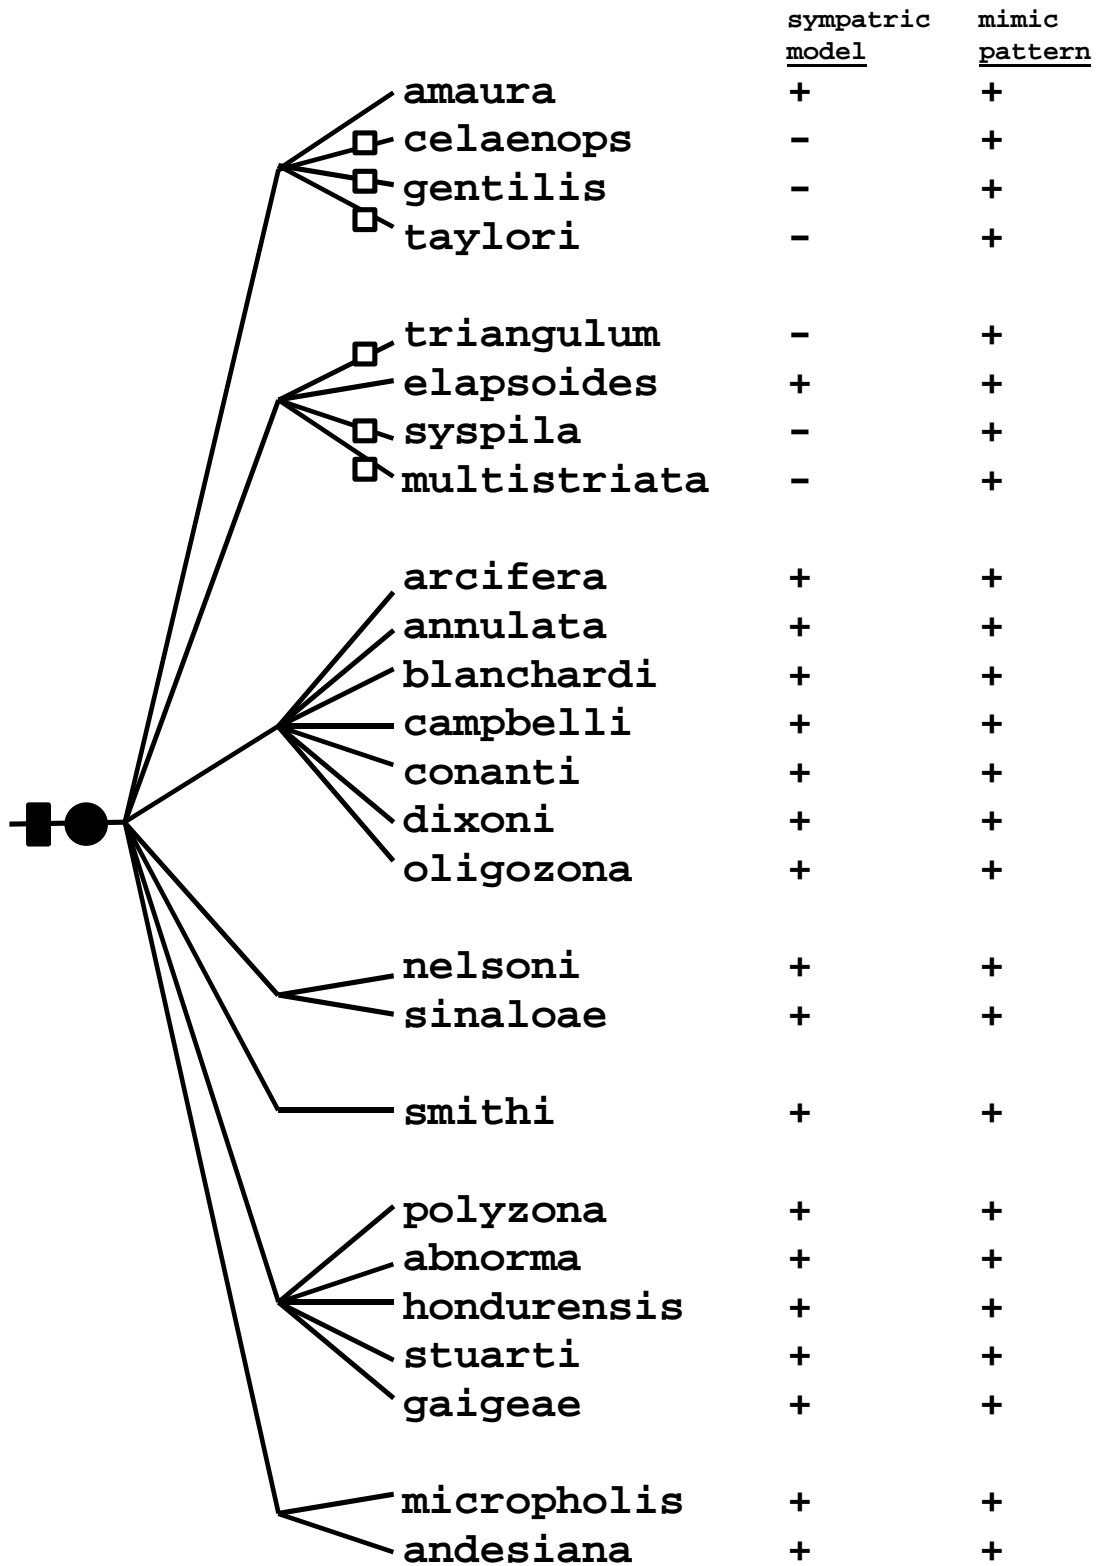 sympatric mimic
model pattern
amaura + +
celaenops - +
gentilis - +
taylori - +
triangulum - +
elapsoides + +
syspila - +
multistriata - +
arcifera + +
annulata + +
blanchardi + +
campbelli + +
conanti + +
dixoni + +
oligozona + +
nelsoni + +
sinaloae + +
smithi + +
polyzona + +
abnorma + +
hondurensis + +
stuarti + +
gaigeae + +
micropholis + +
andesiana + +